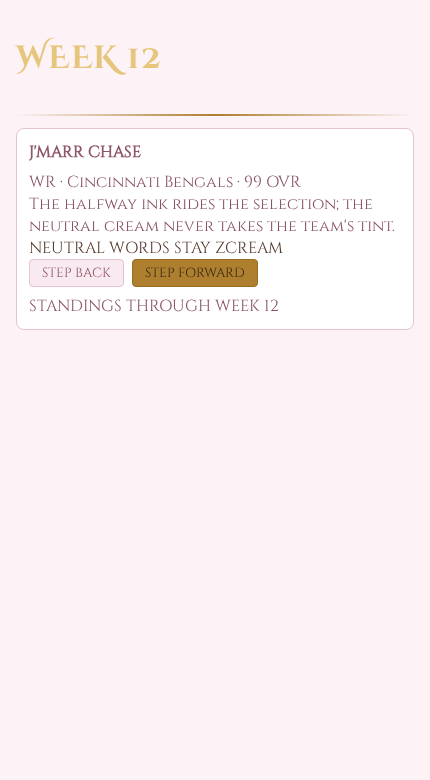 WEEK 12
J'MARR CHASE
WR · Cincinnati Bengals · 99 OVR
The halfway ink rides the selection; the
neutral cream never takes the team's tint.
NEUTRAL WORDS STAY ZCREAM
STEP BACK
STEP FORWARD
STANDINGS THROUGH WEEK 12